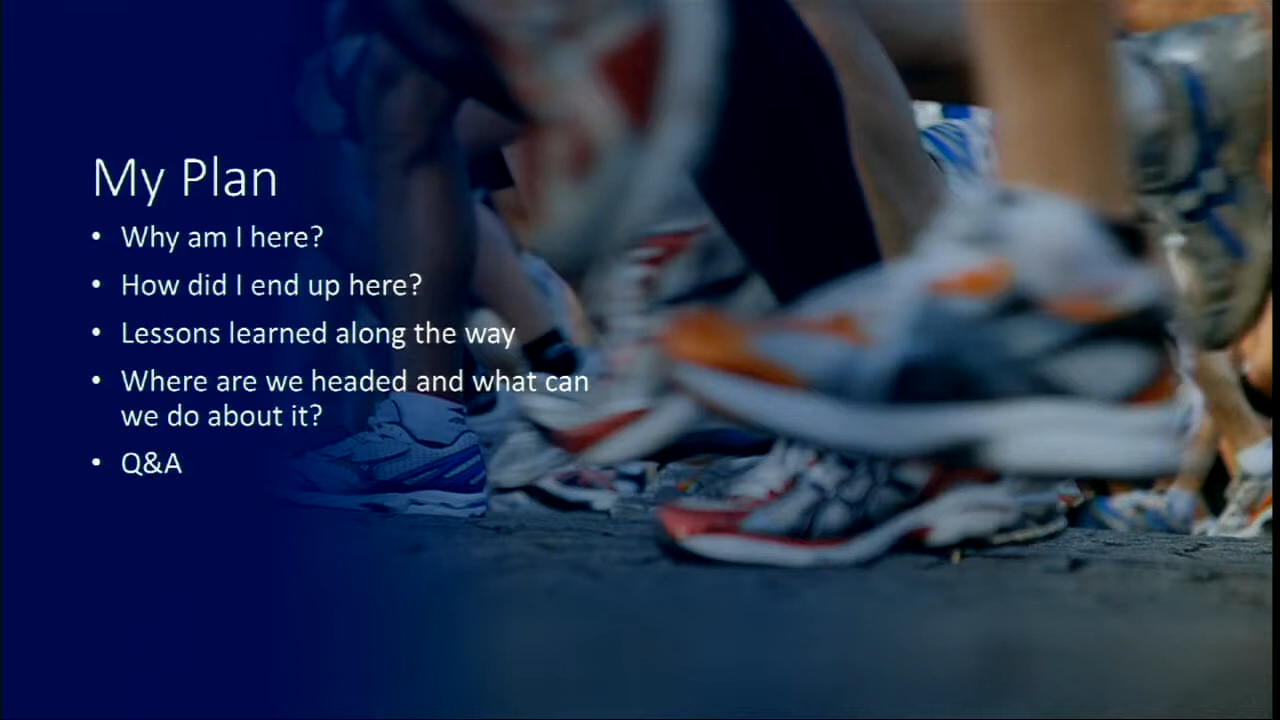 My Plan
• Why am I here?
• How did I end up here?
• Lessons learned along the way
• Where are we headed and what can
we do about it?
• Q&A